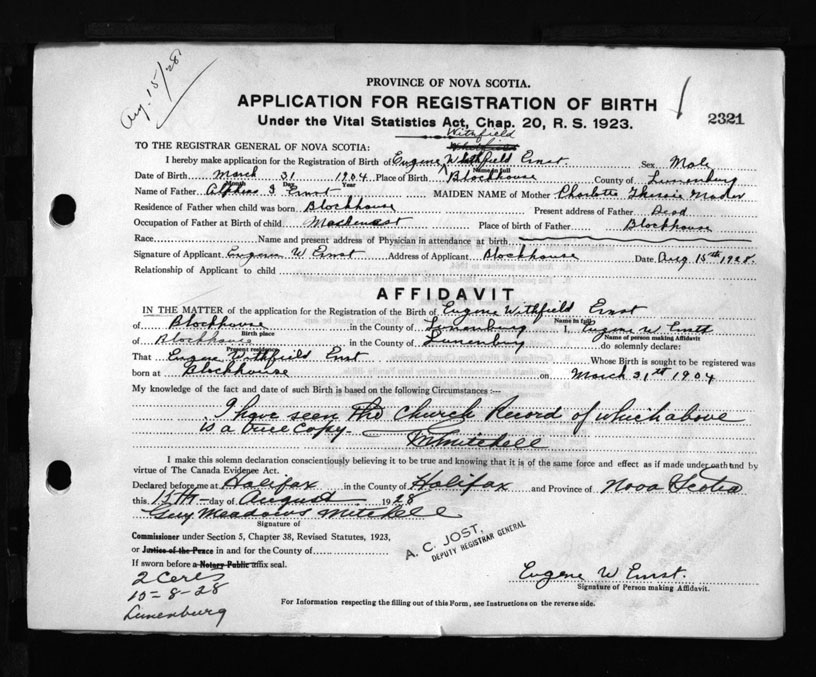 Aug. 15/28
PROVINCE OF NOVA SCOTIA.
APPLICATION FOR REGISTRATION OF BIRTH
2321
Under the Vital Statistics Act, Chap. 20, R. S. 1923.
Withfield
TO THE REGISTRAR GENERAL OF NOVA SCOTIA:
I hereby make application for the Registration of Birth of Eugene Withfield Ernst. Sex Male
Name in full
Date of Birth March 31 1904 Place of Birth Blockhouse County of Lunenburg
Month Day Year
Name of Father Ernst MAIDEN NAME of Mother Charlotte Mader
Residence of Father when child was born Blockhouse Present address of Father Dead
Occupation of Father at Birth of child Place of birth of Father Blockhouse
Race Name and present address of Physician in attendance at birth
Signature of Applicant Eugene W Ernst Address of Applicant Blockhouse Date Aug 15th 1928.
Relationship of Applicant to child
AFFIDAVIT
IN THE MATTER of the application for the Registration of the Birth of Eugene Withfield Ernst
Name in full
of Blockhouse in the County of Lunenburg I, Eugene W Ernst
Birth place Name of person making Affidavit
of Blockhouse in the County of Lunenburg do solemnly declare:
That Eugene Withfield Ernst Whose Birth is sought to be registered was
born at Blockhouse on March 31th 1904
My knowledge of the fact and date of such Birth is based on the following Circumstances :—
I have seen the Church Record of which above
is a true copy.
Mitchell
I make this solemn declaration conscientiously believing it to be true and knowing that it is of the same force and effect as if made under oath and by
virtue of The Canada Evidence Act.
Declared before me at Halifax in the County of Halifax and Province of Nova Scotia
this 15th day of August 1928
Guy Meadows Mitchell
Signature of
Commissioner under Section 5, Chapter 38, Revised Statutes, 1923,
or Justice of the Peace in and for the County of
A. C. JOST,
DEPUTY REGISTRAR GENERAL
If sworn before a Notary Public affix seal.
2 Certs
10-8-28
Lunenburg
Eugene W Ernst.
Signature of Person making Affidavit.
For Information respecting the filling out of this Form, see Instructions on the reverse side.